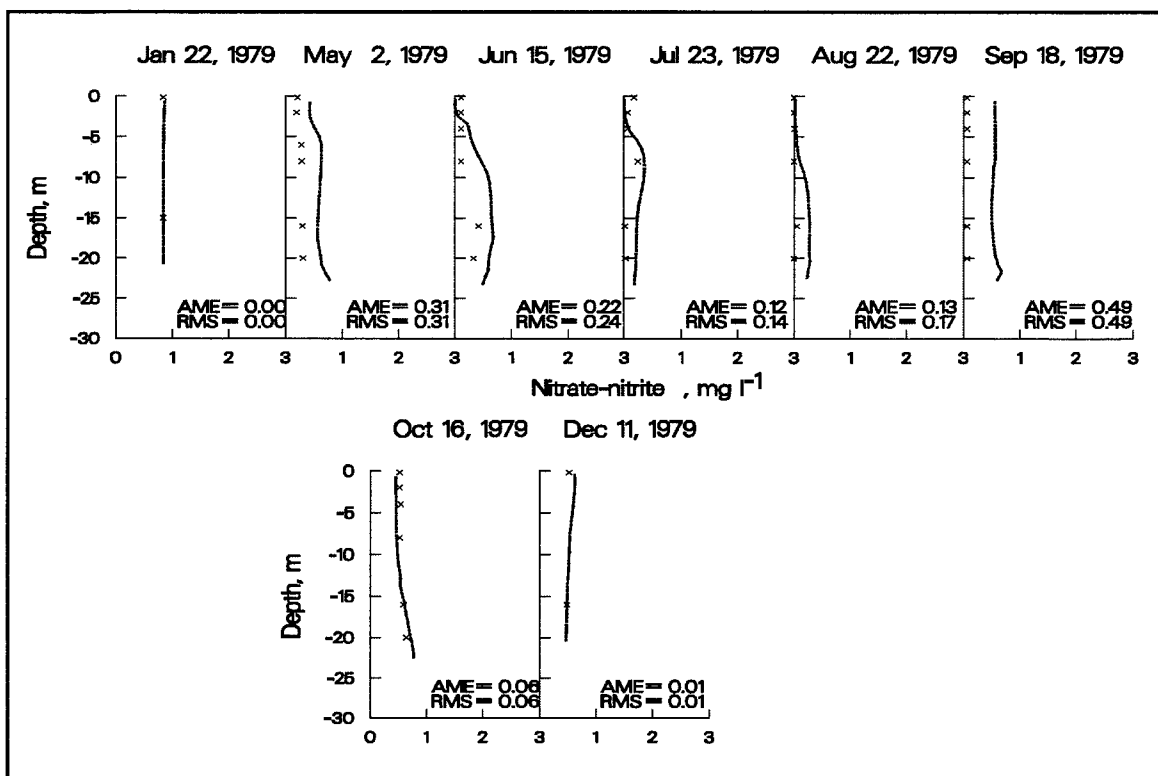 Jan 22, 1979 May 2, 1979 Jun 15, 1979 Jul 23, 1979 Aug 22, 1979 Sep 18, 1979
0
-5
-10
-15
-20
-25
-30
Depth, m
AME= 0.00 AME= 0.31 AME= 0.22 AME= 0.12 AME= 0.13 AME= 0.49
RMS= 0.00 RMS= 0.31 RMS= 0.24 RMS= 0.14 RMS= 0.17 RMS= 0.49
0 1 2 3 1 2 3 1 2 3 1 2 3 1 2 3 1 2 3
Nitrate-nitrite , mg l⁻¹
Oct 16, 1979 Dec 11, 1979
0
-5
-10
-15
-20
-25
-30
Depth, m
AME= 0.06 AME= 0.01
RMS= 0.06 RMS= 0.01
0 1 2 3 1 2 3